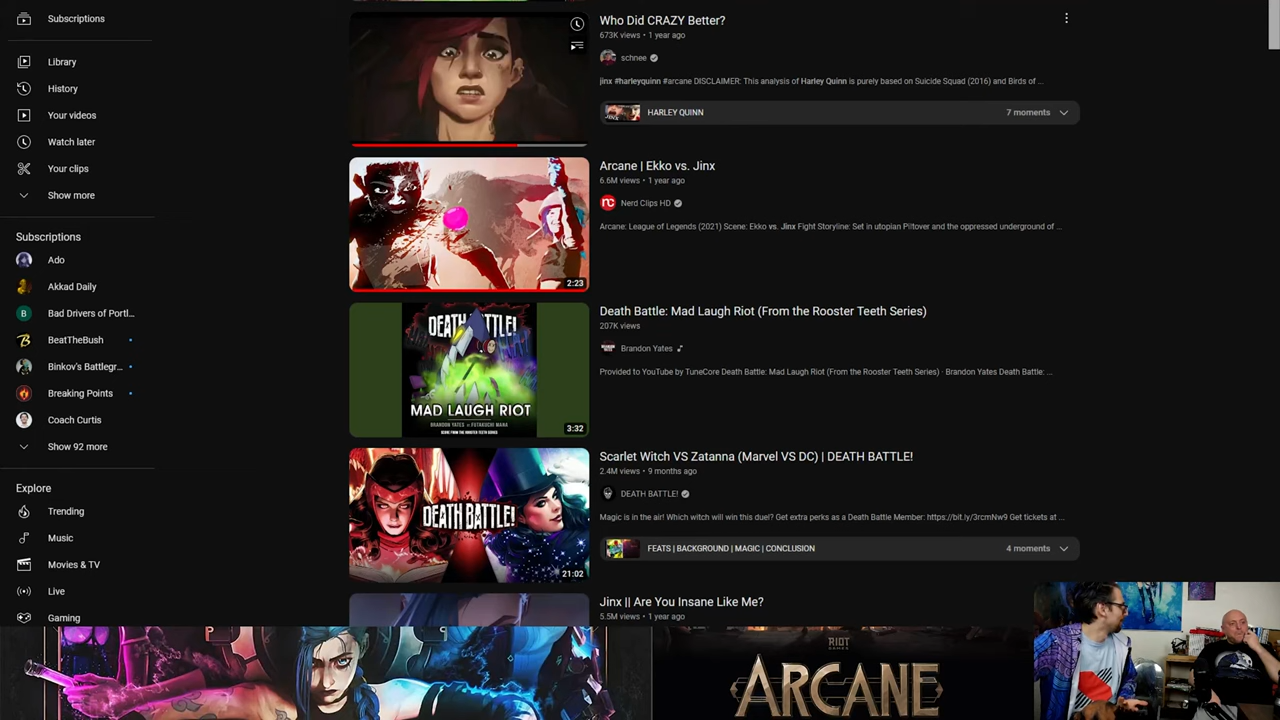 Subscriptions
Library
History
Your videos
Watch later
Your clips
Show more
Subscriptions
Ado
Akkad Daily
B
Bad Drivers of Portl...
BeatTheBush
Binkov's Battlegr...
Breaking Points
Coach Curtis
Show 92 more
Explore
Trending
Music
Movies & TV
Live
Gaming
Who Did CRAZY Better?
673K views • 1 year ago
schnee
jinx #harleyquinn #arcane DISCLAIMER: This analysis of Harley Quinn is purely based on Suicide Squad (2016) and Birds of ...
HARLEY QUINN
7 moments
Arcane | Ekko vs. Jinx
6.6M views • 1 year ago
Nerd Clips HD
Arcane: League of Legends (2021) Scene: Ekko vs. Jinx Fight Storyline: Set in utopian Piltover and the oppressed underground of ...
2:23
Death Battle: Mad Laugh Riot (From the Rooster Teeth Series)
207K views
Brandon Yates
Provided to YouTube by TuneCore Death Battle: Mad Laugh Riot (From the Rooster Teeth Series) · Brandon Yates Death Battle: ...
DEATH BATTLE!
MAD LAUGH RIOT
BRANDON YATES
SCORE FROM THE ROOSTER TEETH SERIES
3:32
Scarlet Witch VS Zatanna (Marvel VS DC) | DEATH BATTLE!
2.4M views • 9 months ago
DEATH BATTLE!
Magic is in the air! Which witch will win this duel? Get extra perks as a Death Battle Member: https://bit.ly/3rcmNw9 Get tickets at ...
FEATS | BACKGROUND | MAGIC | CONCLUSION
4 moments
DEATH BATTLE!
21:02
Jinx || Are You Insane Like Me?
5.5M views • 1 year ago
RIOT
GAMES
ARCANE